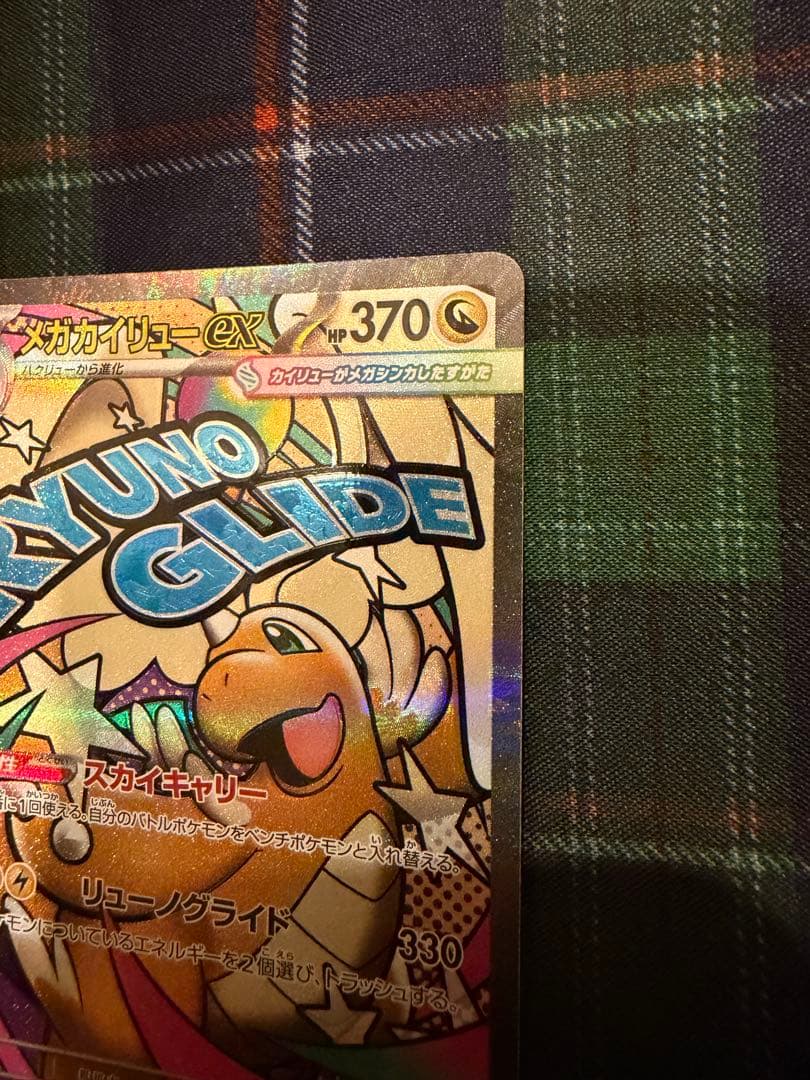 メガカイリューex HP370
ハクリューから進化
カイリューがメガシンカしたすがた
RYUNO
GLIDE
性 スカイキャリー
に1回使える。自分のバトルポケモンをベンチポケモンと入れ替える。
リューノグライド 330
ケモンについているエネルギーを2個選び、トラッシュする。